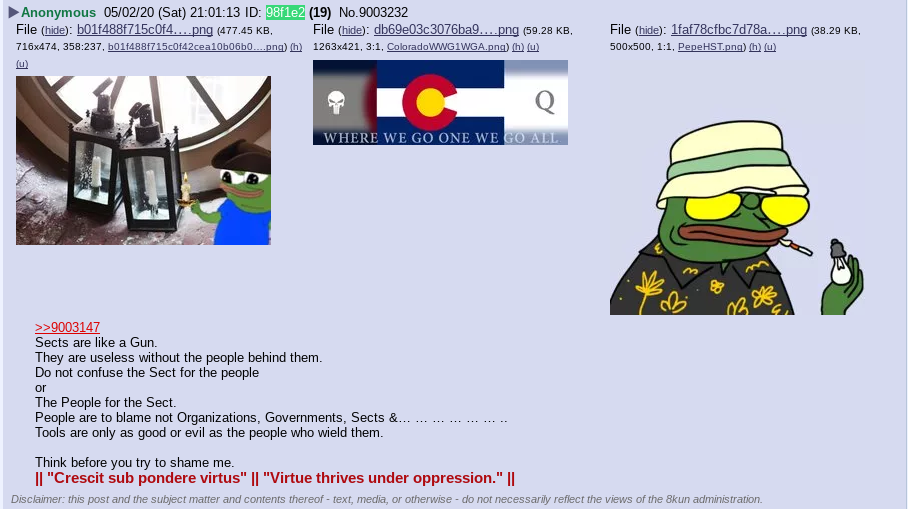 ▶Anonymous 05/02/20 (Sat) 21:01:13 ID: 98f1e2 (19) No.9003232
File (hide): b01f488f715c0f4….png (477.45 KB,
716x474, 358:237, b01f488f715c0f42cea10b06b0….png) (h)
(u)
File (hide): db69e03c3076ba9….png (59.28 KB,
1263x421, 3:1, ColoradoWWG1WGA.png) (h) (u)
Q
WHERE WE GO ONE WE GO ALL
File (hide): 1faf78cfbc7d78a….png (38.29 KB,
500x500, 1:1, PepeHST.png) (h) (u)
>>9003147
Sects are like a Gun.
They are useless without the people behind them.
Do not confuse the Sect for the people
or
The People for the Sect.
People are to blame not Organizations, Governments, Sects &… … … … … … ..
Tools are only as good or evil as the people who wield them.
Think before you try to shame me.
|| "Crescit sub pondere virtus" || "Virtue thrives under oppression." ||
Disclaimer: this post and the subject matter and contents thereof - text, media, or otherwise - do not necessarily reflect the views of the 8kun administration.